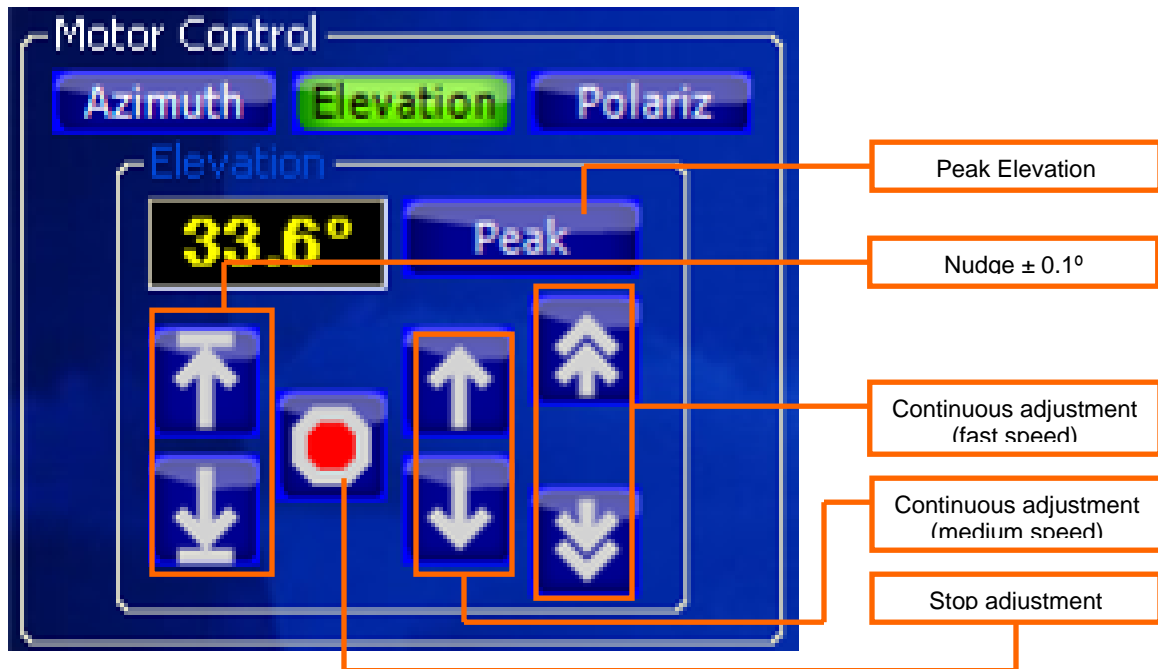 Motor Control
Azimuth Elevation Polariz
Elevation
33.6°
Peak
Peak Elevation
Nudge ± 0.1º
Continuous adjustment
(fast speed)
Continuous adjustment
(medium speed)
Stop adjustment